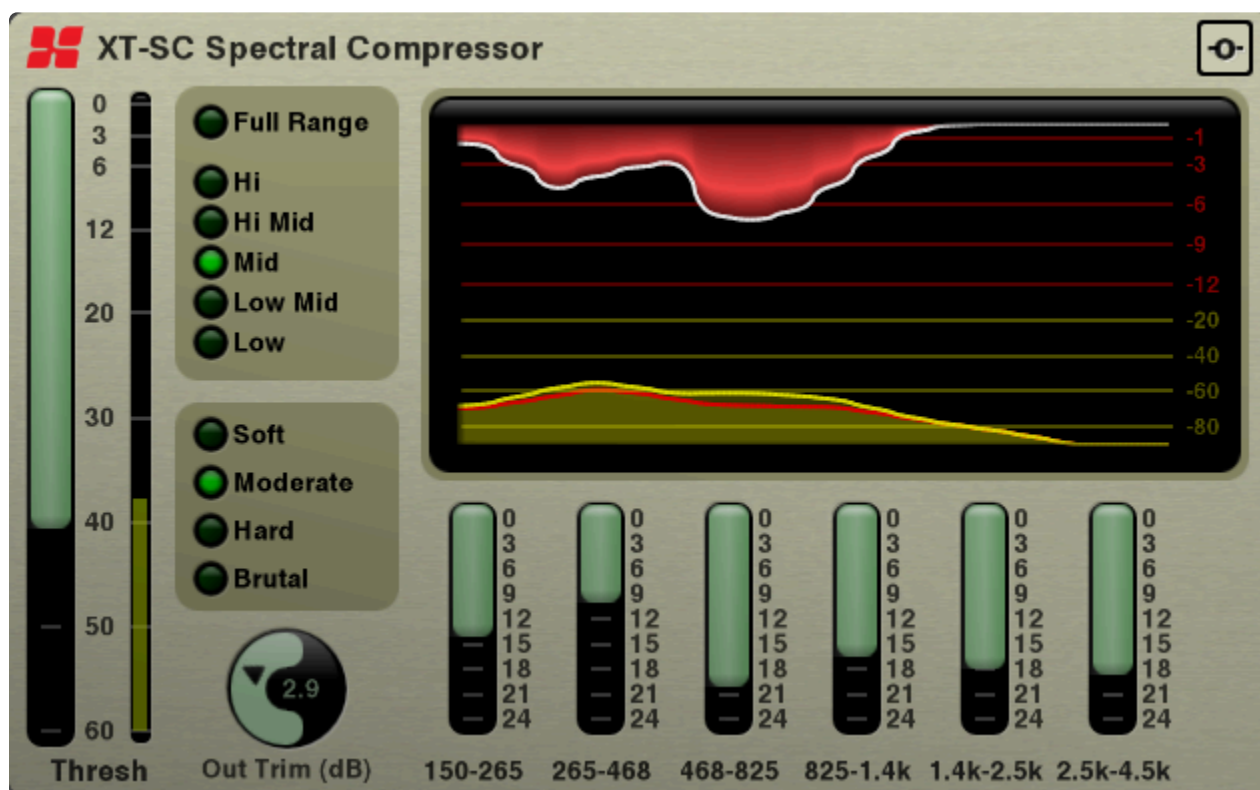 XT-SC Spectral Compressor
-O-
0
3
6
12
20
30
40
50
60
Thresh
Full Range
Hi
Hi Mid
Mid
Low Mid
Low
Soft
Moderate
Hard
Brutal
2.9
Out Trim (dB)
-1
-3
-6
-9
-12
-20
-40
-60
-80
0 0 0 0 0 0
3 3 3 3 3 3
6 6 6 6 6 6
9 9 9 9 9 9
12 12 12 12 12 12
15 15 15 15 15 15
18 18 18 18 18 18
21 21 21 21 21 21
24 24 24 24 24 24
150-265 265-468 468-825 825-1.4k 1.4k-2.5k 2.5k-4.5k